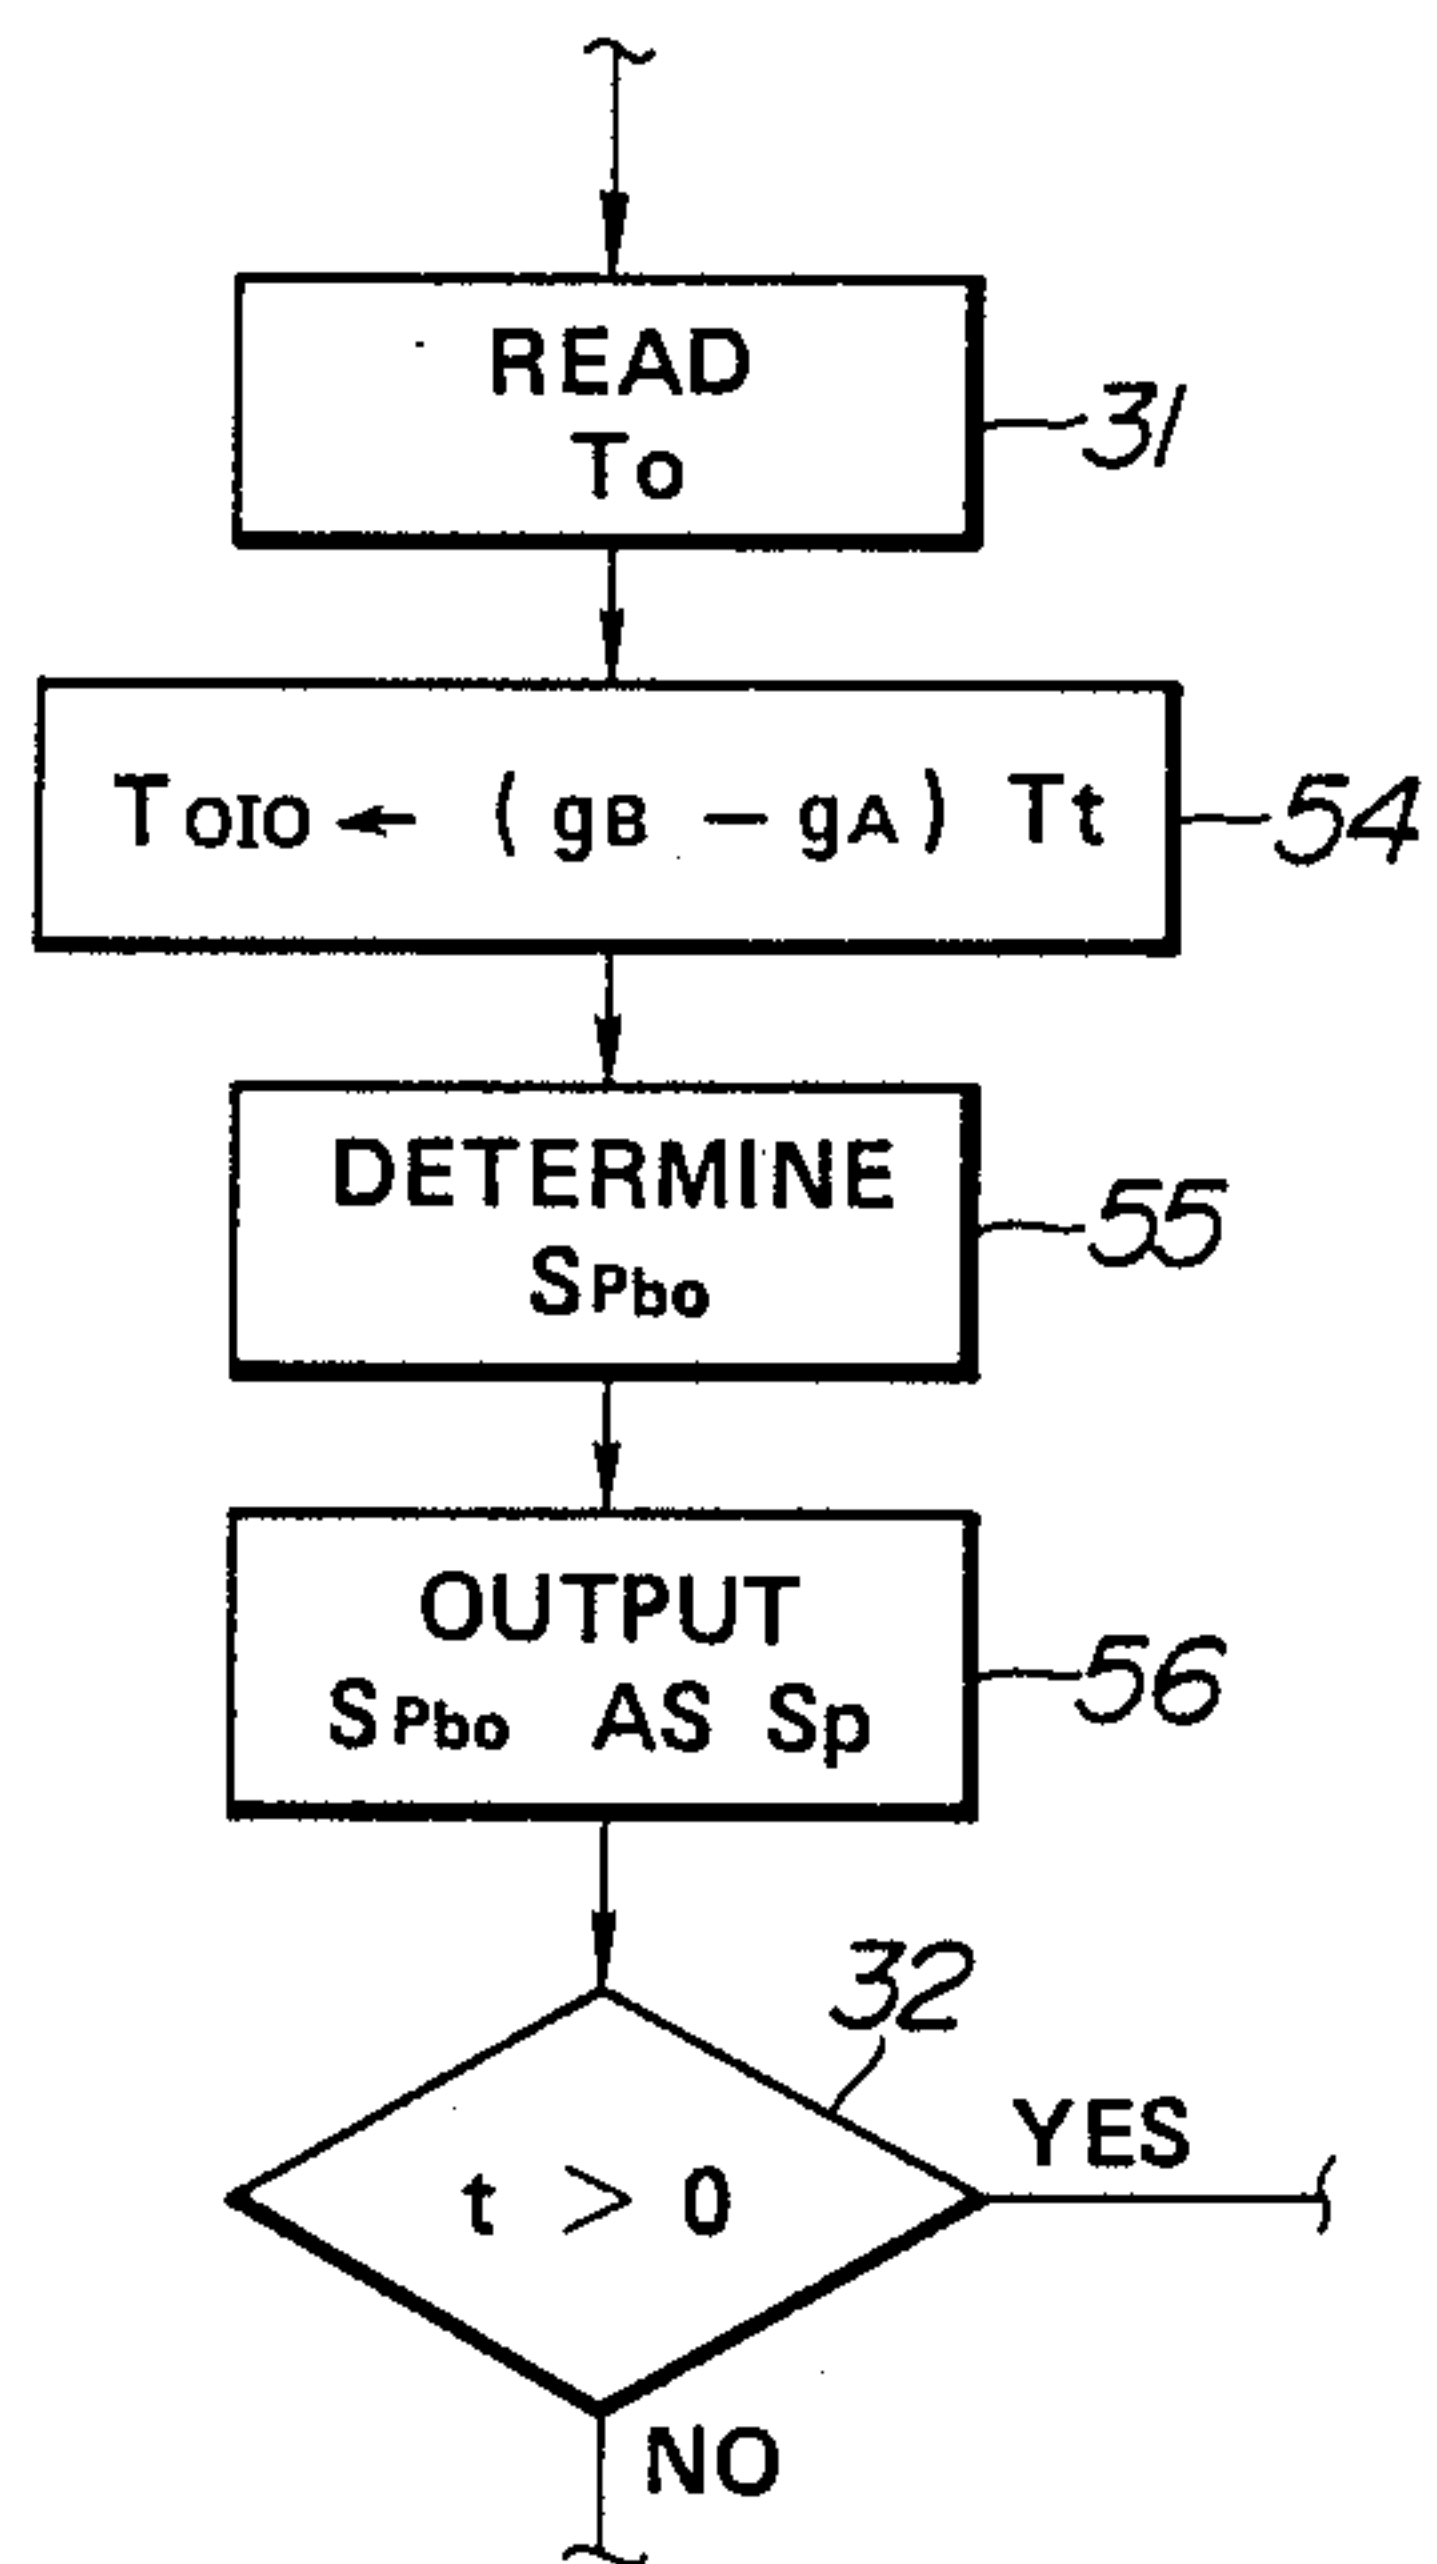 READ
To
31
TOIO ← (gB - gA) Tt
54
DETERMINE
SPbo
55
OUTPUT
SPbo AS Sp
56
32
t > 0
YES
NO